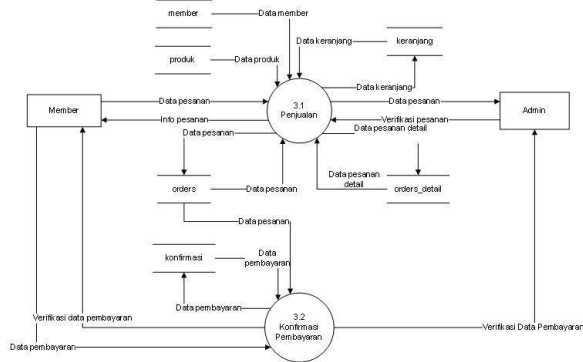 member
Data member
Data keranjang
keranjang
produk
Data produk
Data keranjang
Member
Data pesanan
3.1
Penjualan
Data pesanan
Admin
Info pesanan
Verifikasi pesanan
Data pesanan
Data pesanan detail
orders
Data pesanan
Data pesanan
detail
orders_detail
Data pesanan
konfirmasi
Data
pembayaran
Data pembayaran
Verifikasi data pembayaran
3.2
Konfirmasi
Pembayaran
Verifikasi Data Pembayaran
Data pembayaran